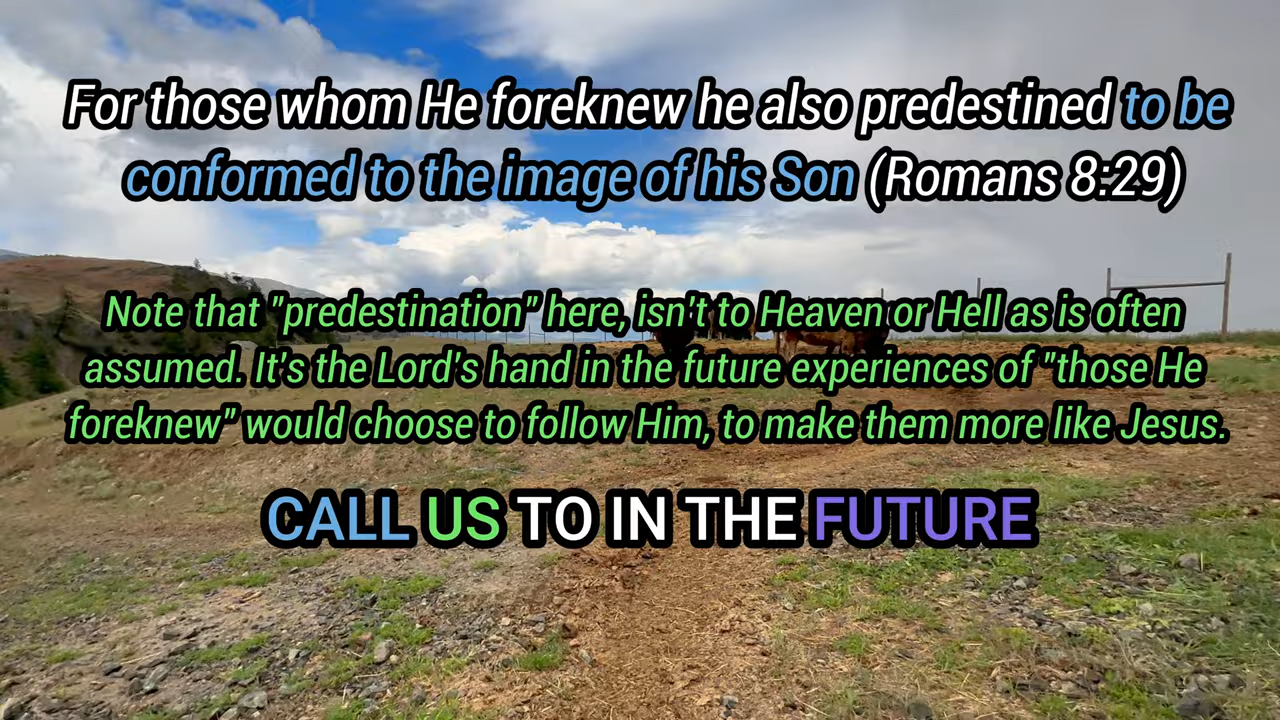 For those whom He foreknew he also predestined to be
conformed to the image of his Son (Romans 8:29)
Note that "predestination" here, isn't to Heaven or Hell as is often
assumed. It's the Lord's hand in the future experiences of "those He
foreknew" would choose to follow Him, to make them more like Jesus.
CALL US TO IN THE FUTURE